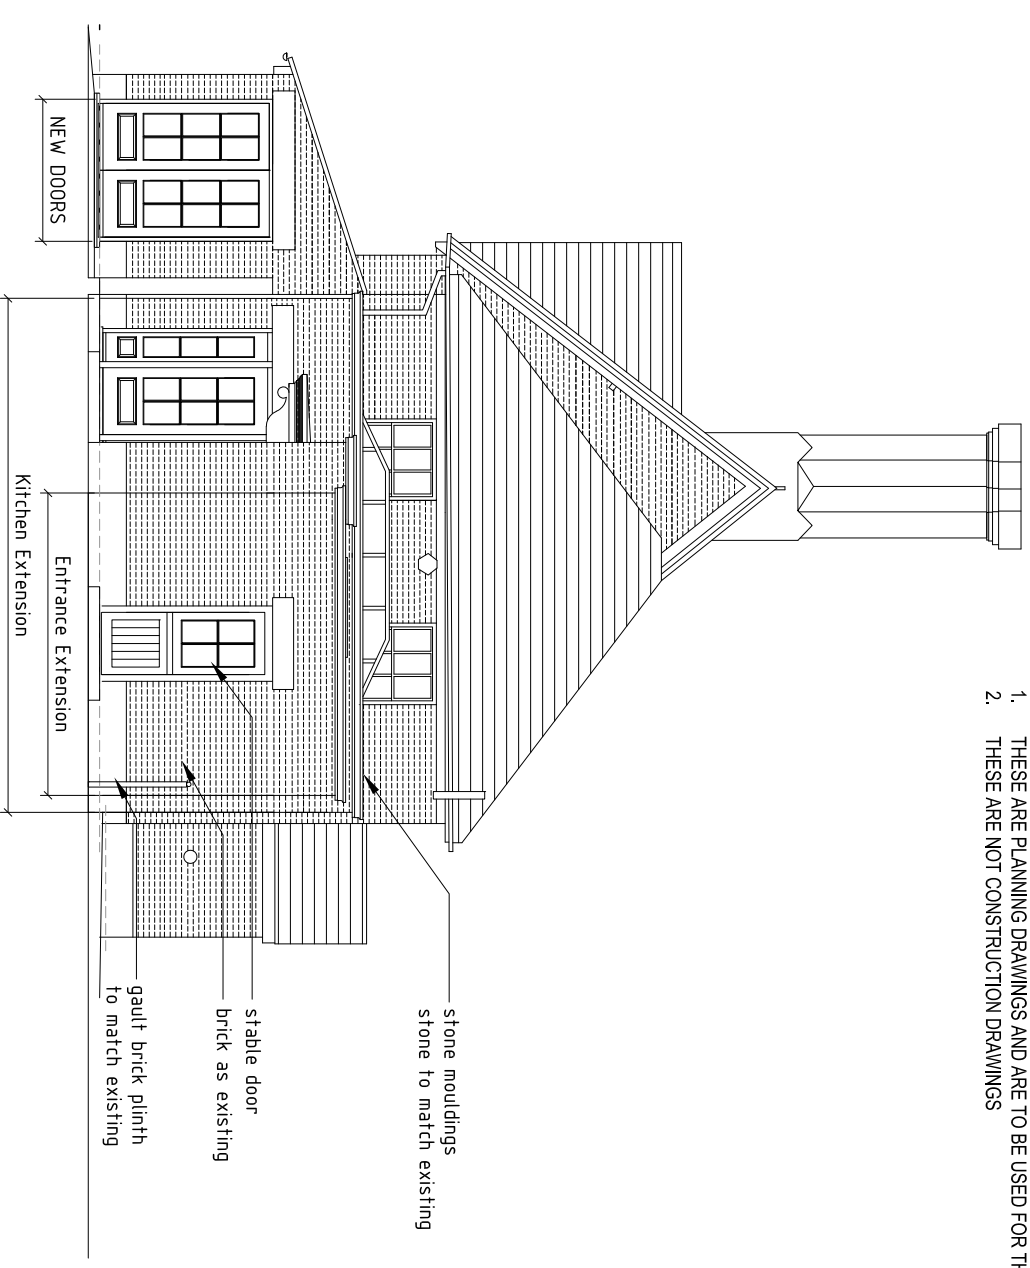 1. THESE ARE PLANNING DRAWINGS AND ARE TO BE USED FOR
2. THESE ARE NOT CONSTRUCTION DRAWINGS
stone mouldings
stone to match existing
stable door
brick as existing
gault brick plinth
to match existing
NEW DOORS
Entrance Extension
Kitchen Extension